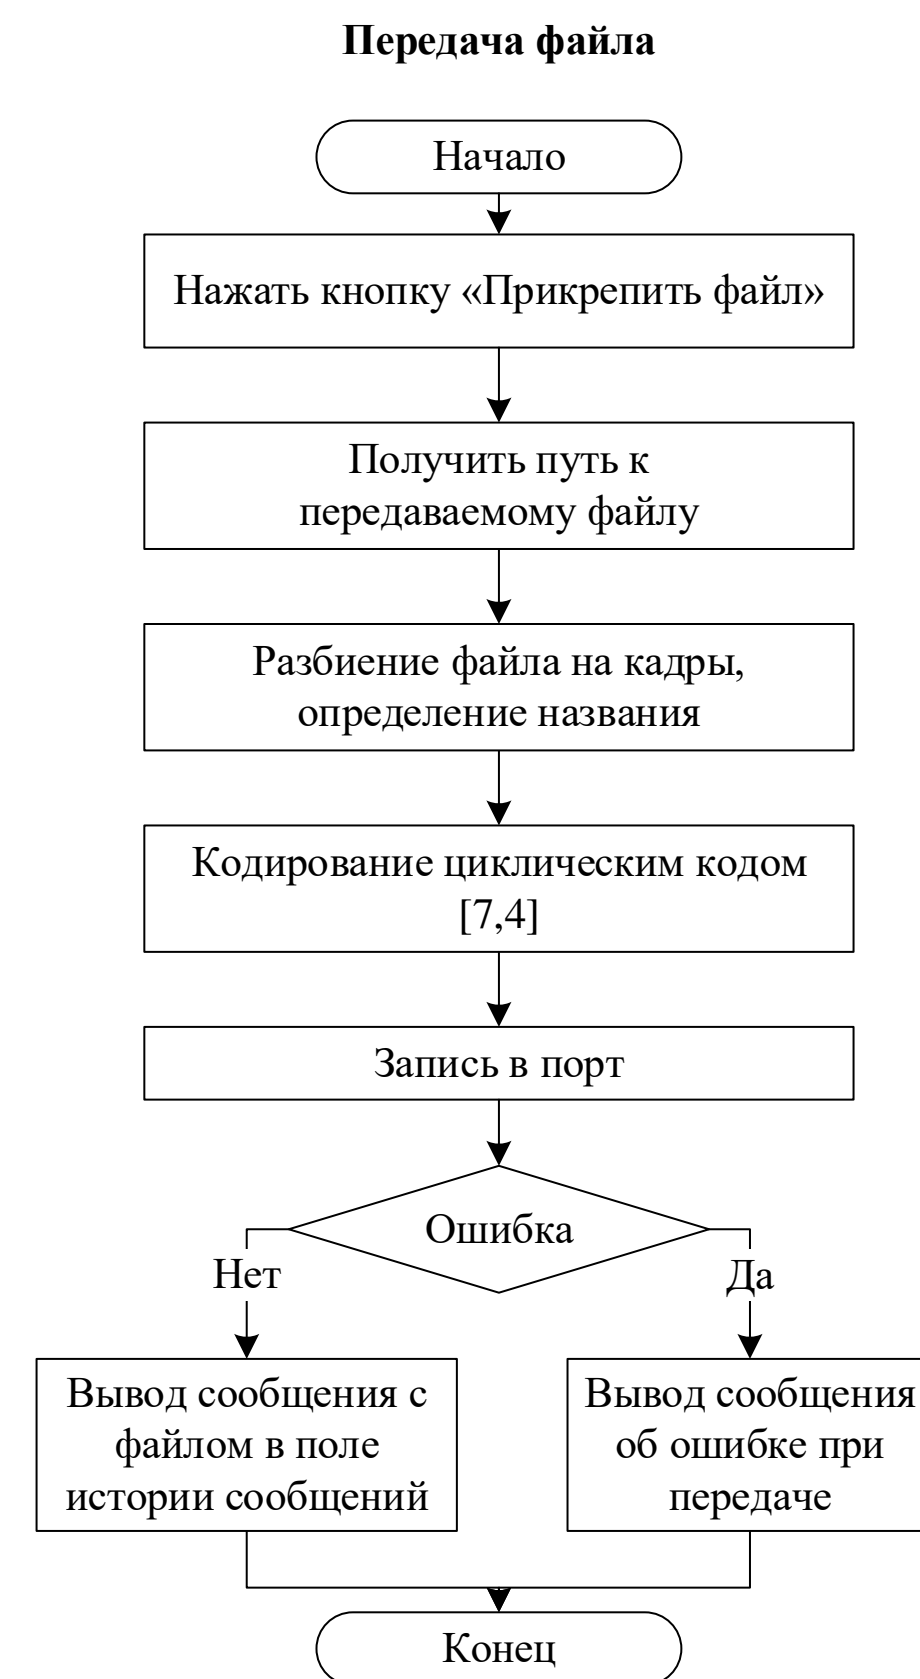 Передача файла
Начало
Нажать кнопку «Прикрепить файл»
Получить путь к
передаваемому файлу
Разбиение файла на кадры,
определение названия
Кодирование циклическим кодом
[7,4]
Запись в порт
Ошибка
Нет
Да
Вывод сообщения с
файлом в поле
истории сообщений
Вывод сообщения
об ошибке при
передаче
Конец